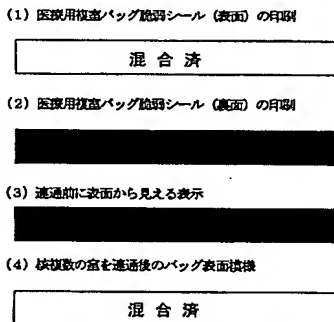 (1) 医療用複室バッグ脆弱シール (表面) の印刷
混合済
(2) 医療用複室バッグ脆弱シール (裏面) の印刷
(3) 連通前に表面から見える表示
(4) 該複数の室を連通後のバッグ表面模様
混合済